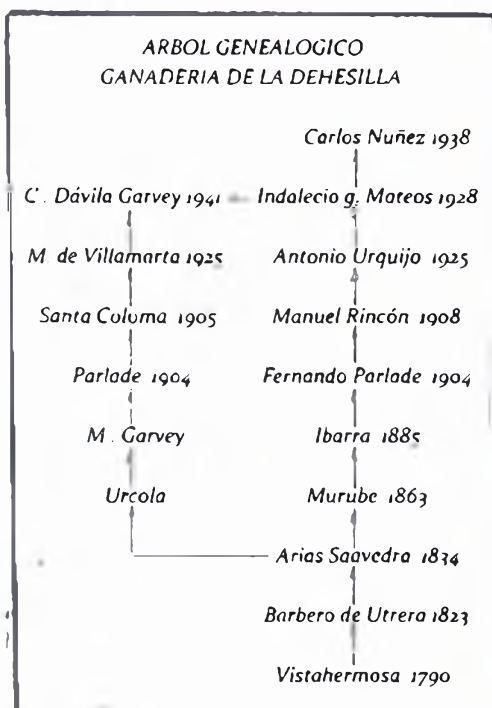 ARBOL GENEALOGICO
GANADERIA DE LA DEHESILLA
Carlos Nuñez 1938
C. Dávila Garvey 1941 Indalecio g. Mateos 1928
M. de Villamarta 1925 Antonio Urquijo 1925
Santa Coloma 1905 Manuel Rincón 1908
Parlade 1904 Fernando Parlade 1904
M. Garvey Ibarra 1885
Urcola Murube 1863
Arias Saavedra 1834
Barbero de Utrera 1823
Vistahermosa 1790